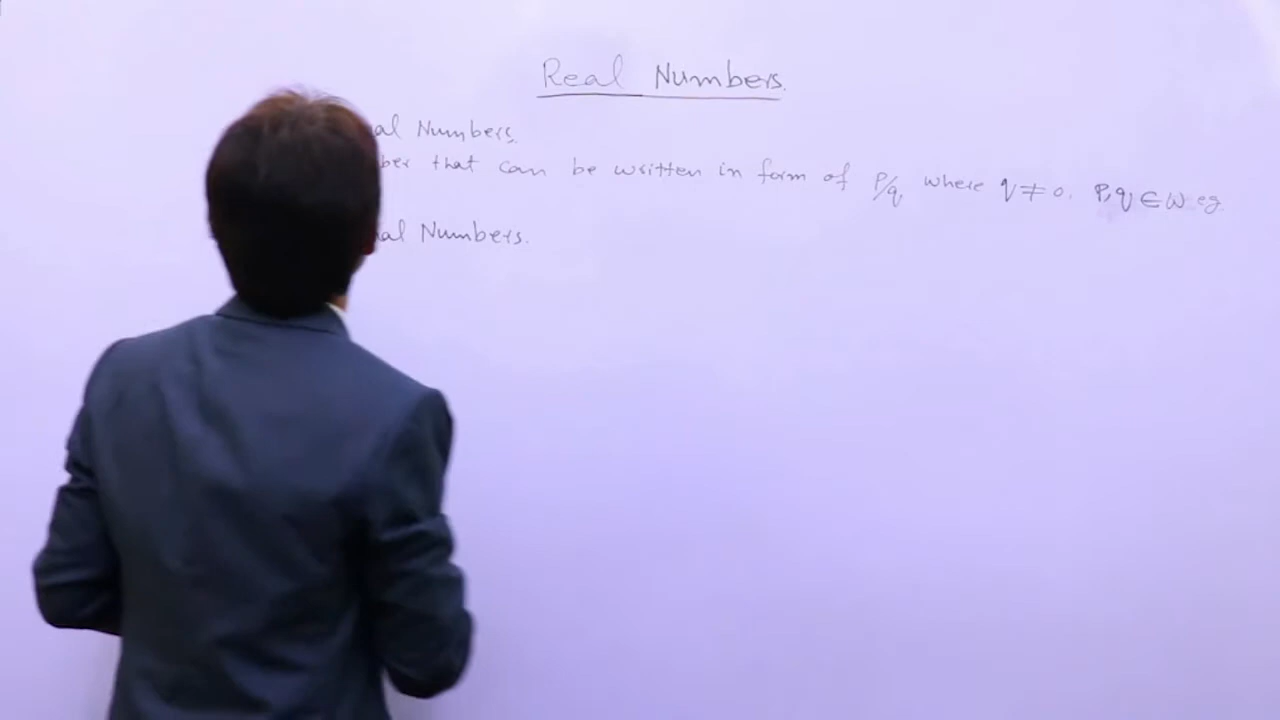 Real Numbers.
al Numbers.
ber that can be written in form of P/q where q ≠ 0. P,q ∈ W eg.
al Numbers.